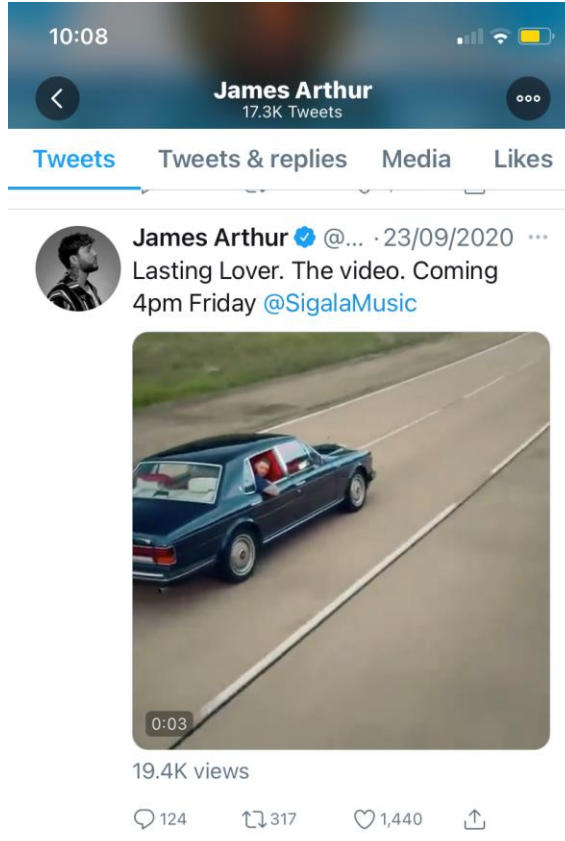 10:08
James Arthur
17.3K Tweets
Tweets Tweets & replies Media Likes
James Arthur @... · 23/09/2020
Lasting Lover. The video. Coming
4pm Friday @SigalaMusic
0:03
19.4K views
124 317 1,440